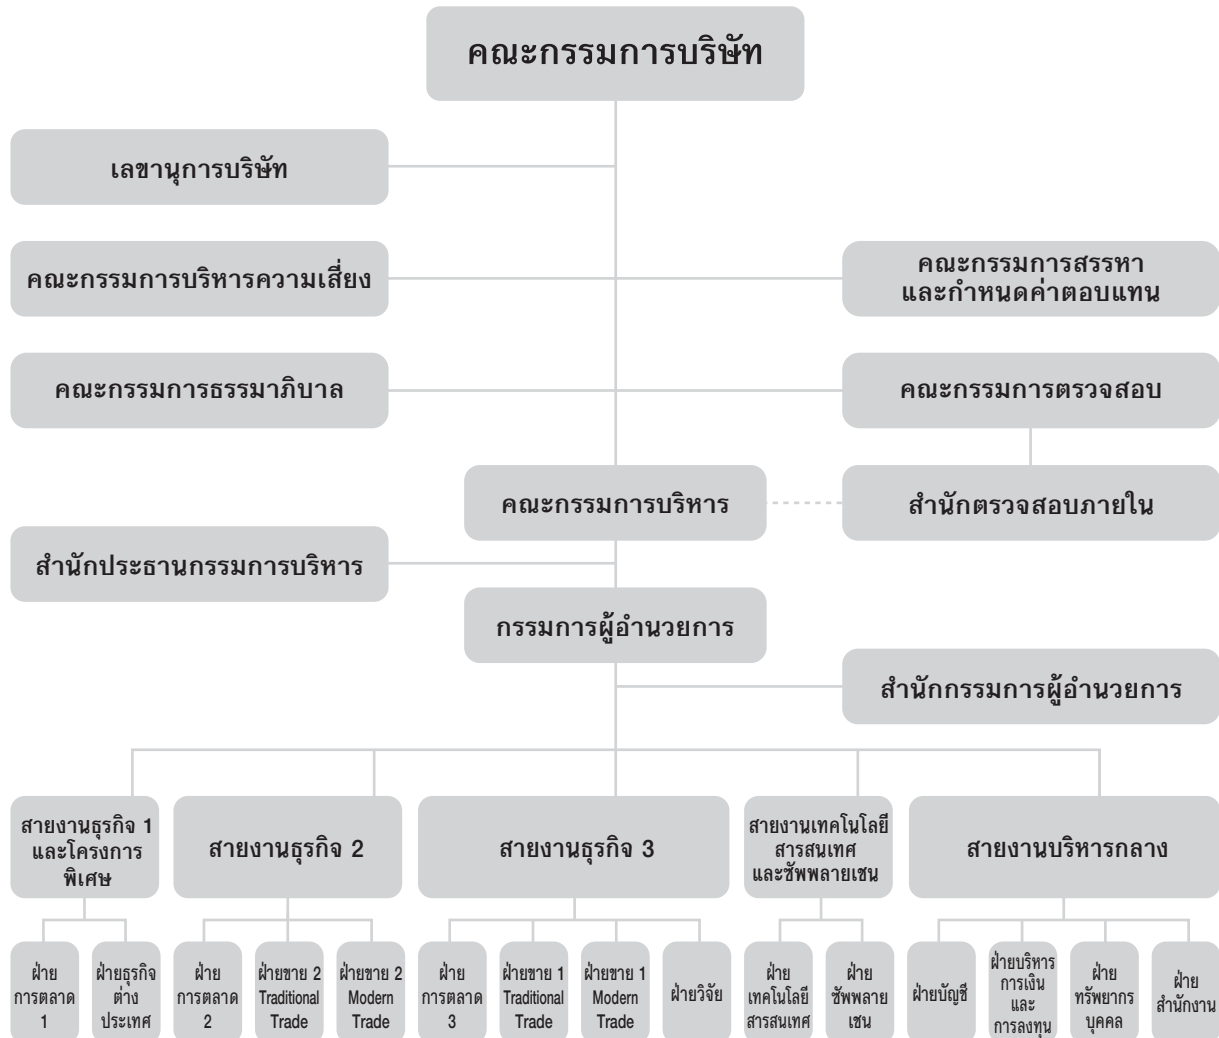 คณะกรรมการบริษัท
เลขานุการบริษัท
คณะกรรมการบริหารความเสี่ยง
คณะกรรมการสรรหา
และกำหนดค่าตอบแทน
คณะกรรมการธรรมาภิบาล
คณะกรรมการตรวจสอบ
คณะกรรมการบริหาร
สำนักตรวจสอบภายใน
สำนักประธานกรรมการบริหาร
กรรมการผู้อำนวยการ
สำนักกรรมการผู้อำนวยการ
สายงานธุรกิจ 1
และโครงการ
พิเศษ
สายงานธุรกิจ 2
สายงานธุรกิจ 3
สายงานเทคโนโลยี
สารสนเทศ
และซัพพลายเชน
สายงานบริหารกลาง
ฝ่าย
การตลาด
1
ฝ่ายธุรกิจ
ต่าง
ประเทศ
ฝ่าย
การตลาด
2
ฝ่ายขาย 2
Traditional
Trade
ฝ่ายขาย 2
Modern
Trade
ฝ่าย
การตลาด
3
ฝ่ายขาย 1
Traditional
Trade
ฝ่ายขาย 1
Modern
Trade
ฝ่ายวิจัย
ฝ่าย
เทคโนโลยี
สารสนเทศ
ฝ่าย
ซัพพลาย
เชน
ฝ่ายบัญชี
ฝ่ายบริหาร
การเงิน
และ
การลงทุน
ฝ่าย
ทรัพยากร
บุคคล
ฝ่าย
สำนักงาน